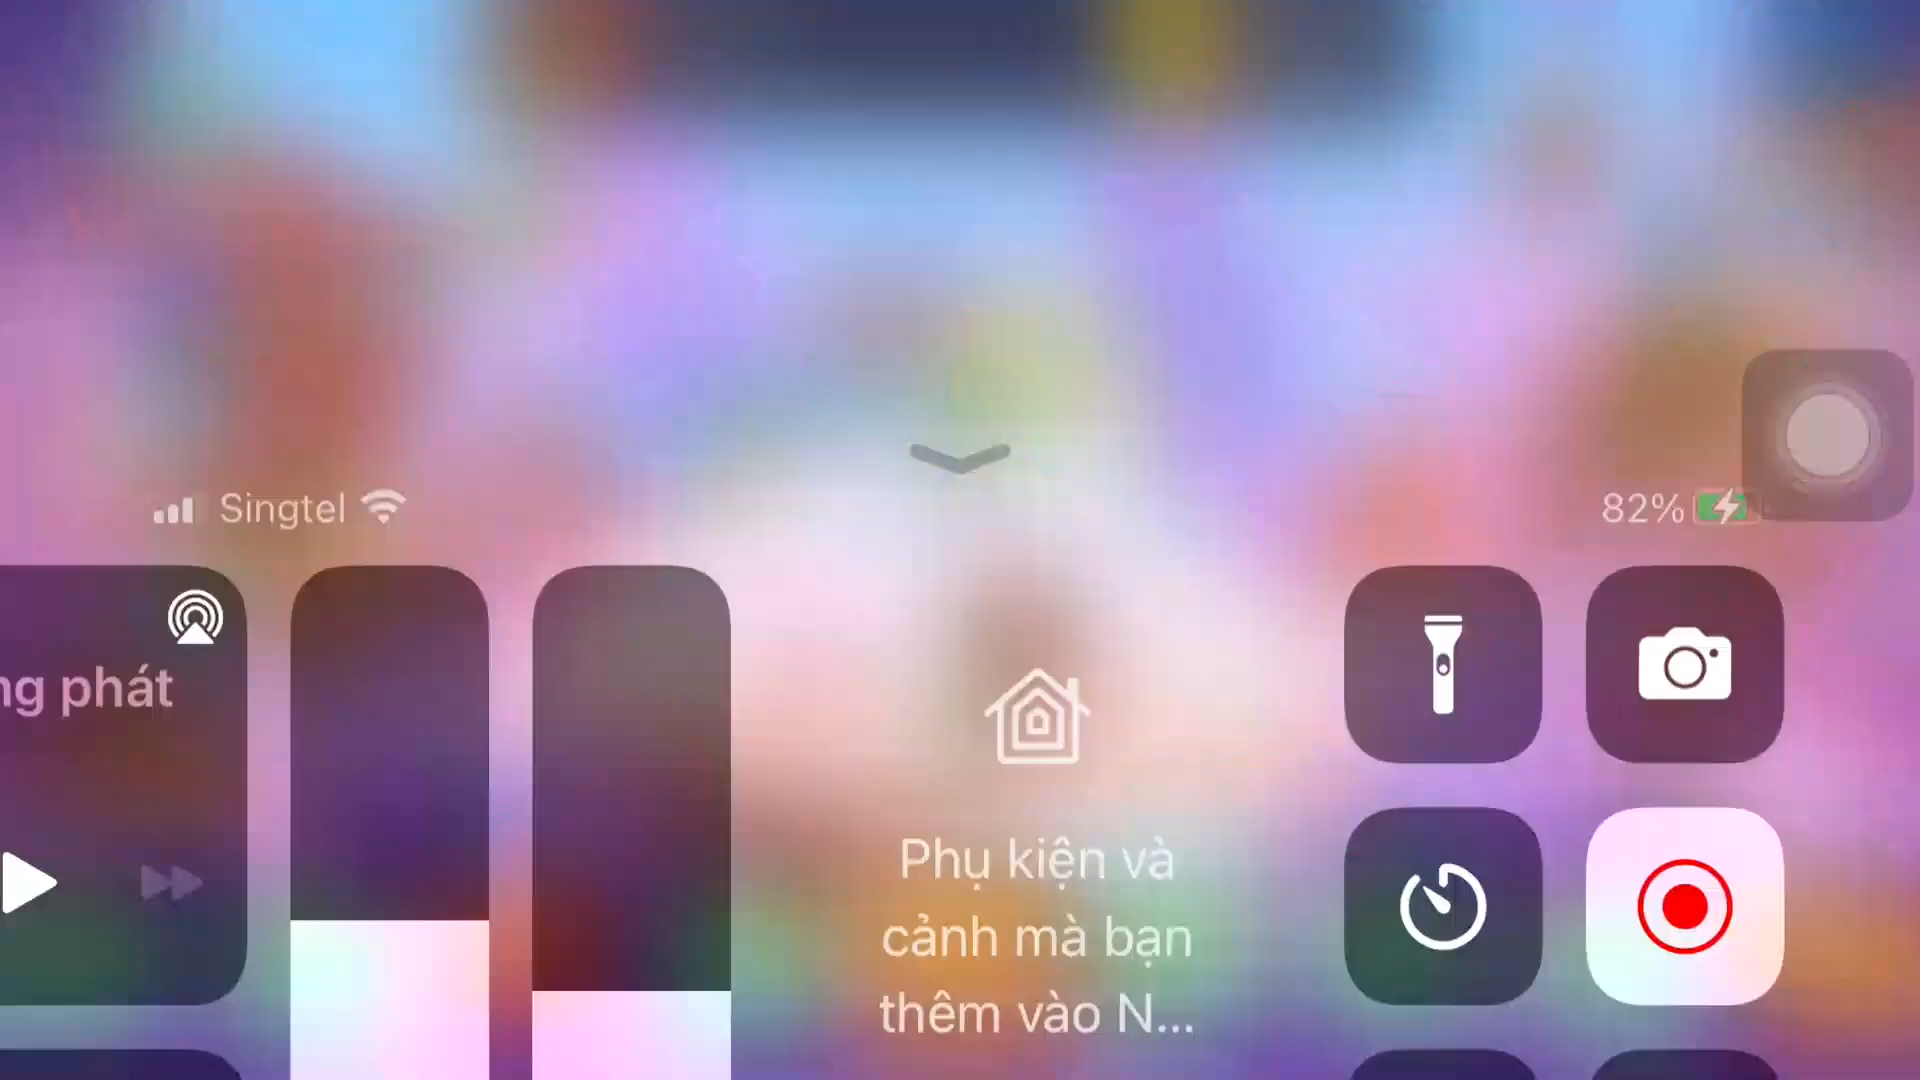 Singtel
82%
ng phát
Phụ kiện và
cảnh mà bạn
thêm vào N...